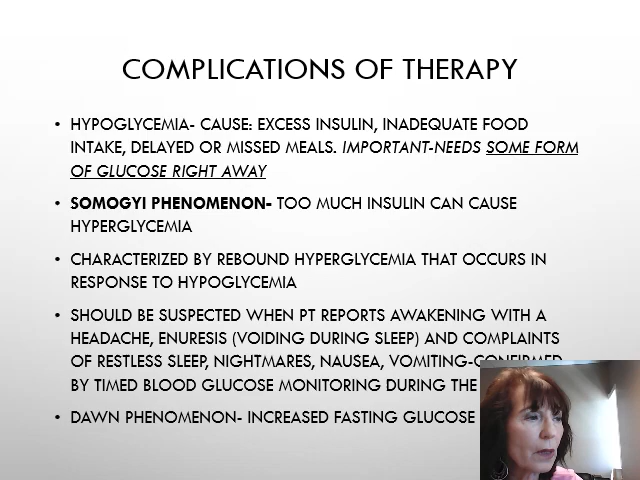 COMPLICATIONS OF THERAPY
• HYPOGLYCEMIA- CAUSE: EXCESS INSULIN, INADEQUATE FOOD
INTAKE, DELAYED OR MISSED MEALS. IMPORTANT-NEEDS SOME FORM
OF GLUCOSE RIGHT AWAY
• SOMOGYI PHENOMENON- TOO MUCH INSULIN CAN CAUSE
HYPERGLYCEMIA
• CHARACTERIZED BY REBOUND HYPERGLYCEMIA THAT OCCURS IN
RESPONSE TO HYPOGLYCEMIA
• SHOULD BE SUSPECTED WHEN PT REPORTS AWAKENING WITH A
HEADACHE, ENURESIS (VOIDING DURING SLEEP) AND COMPLAINTS
OF RESTLESS SLEEP, NIGHTMARES, NAUSEA, VOMITING-CONFIRMED
BY TIMED BLOOD GLUCOSE MONITORING DURING THE
• DAWN PHENOMENON- INCREASED FASTING GLUCOSE